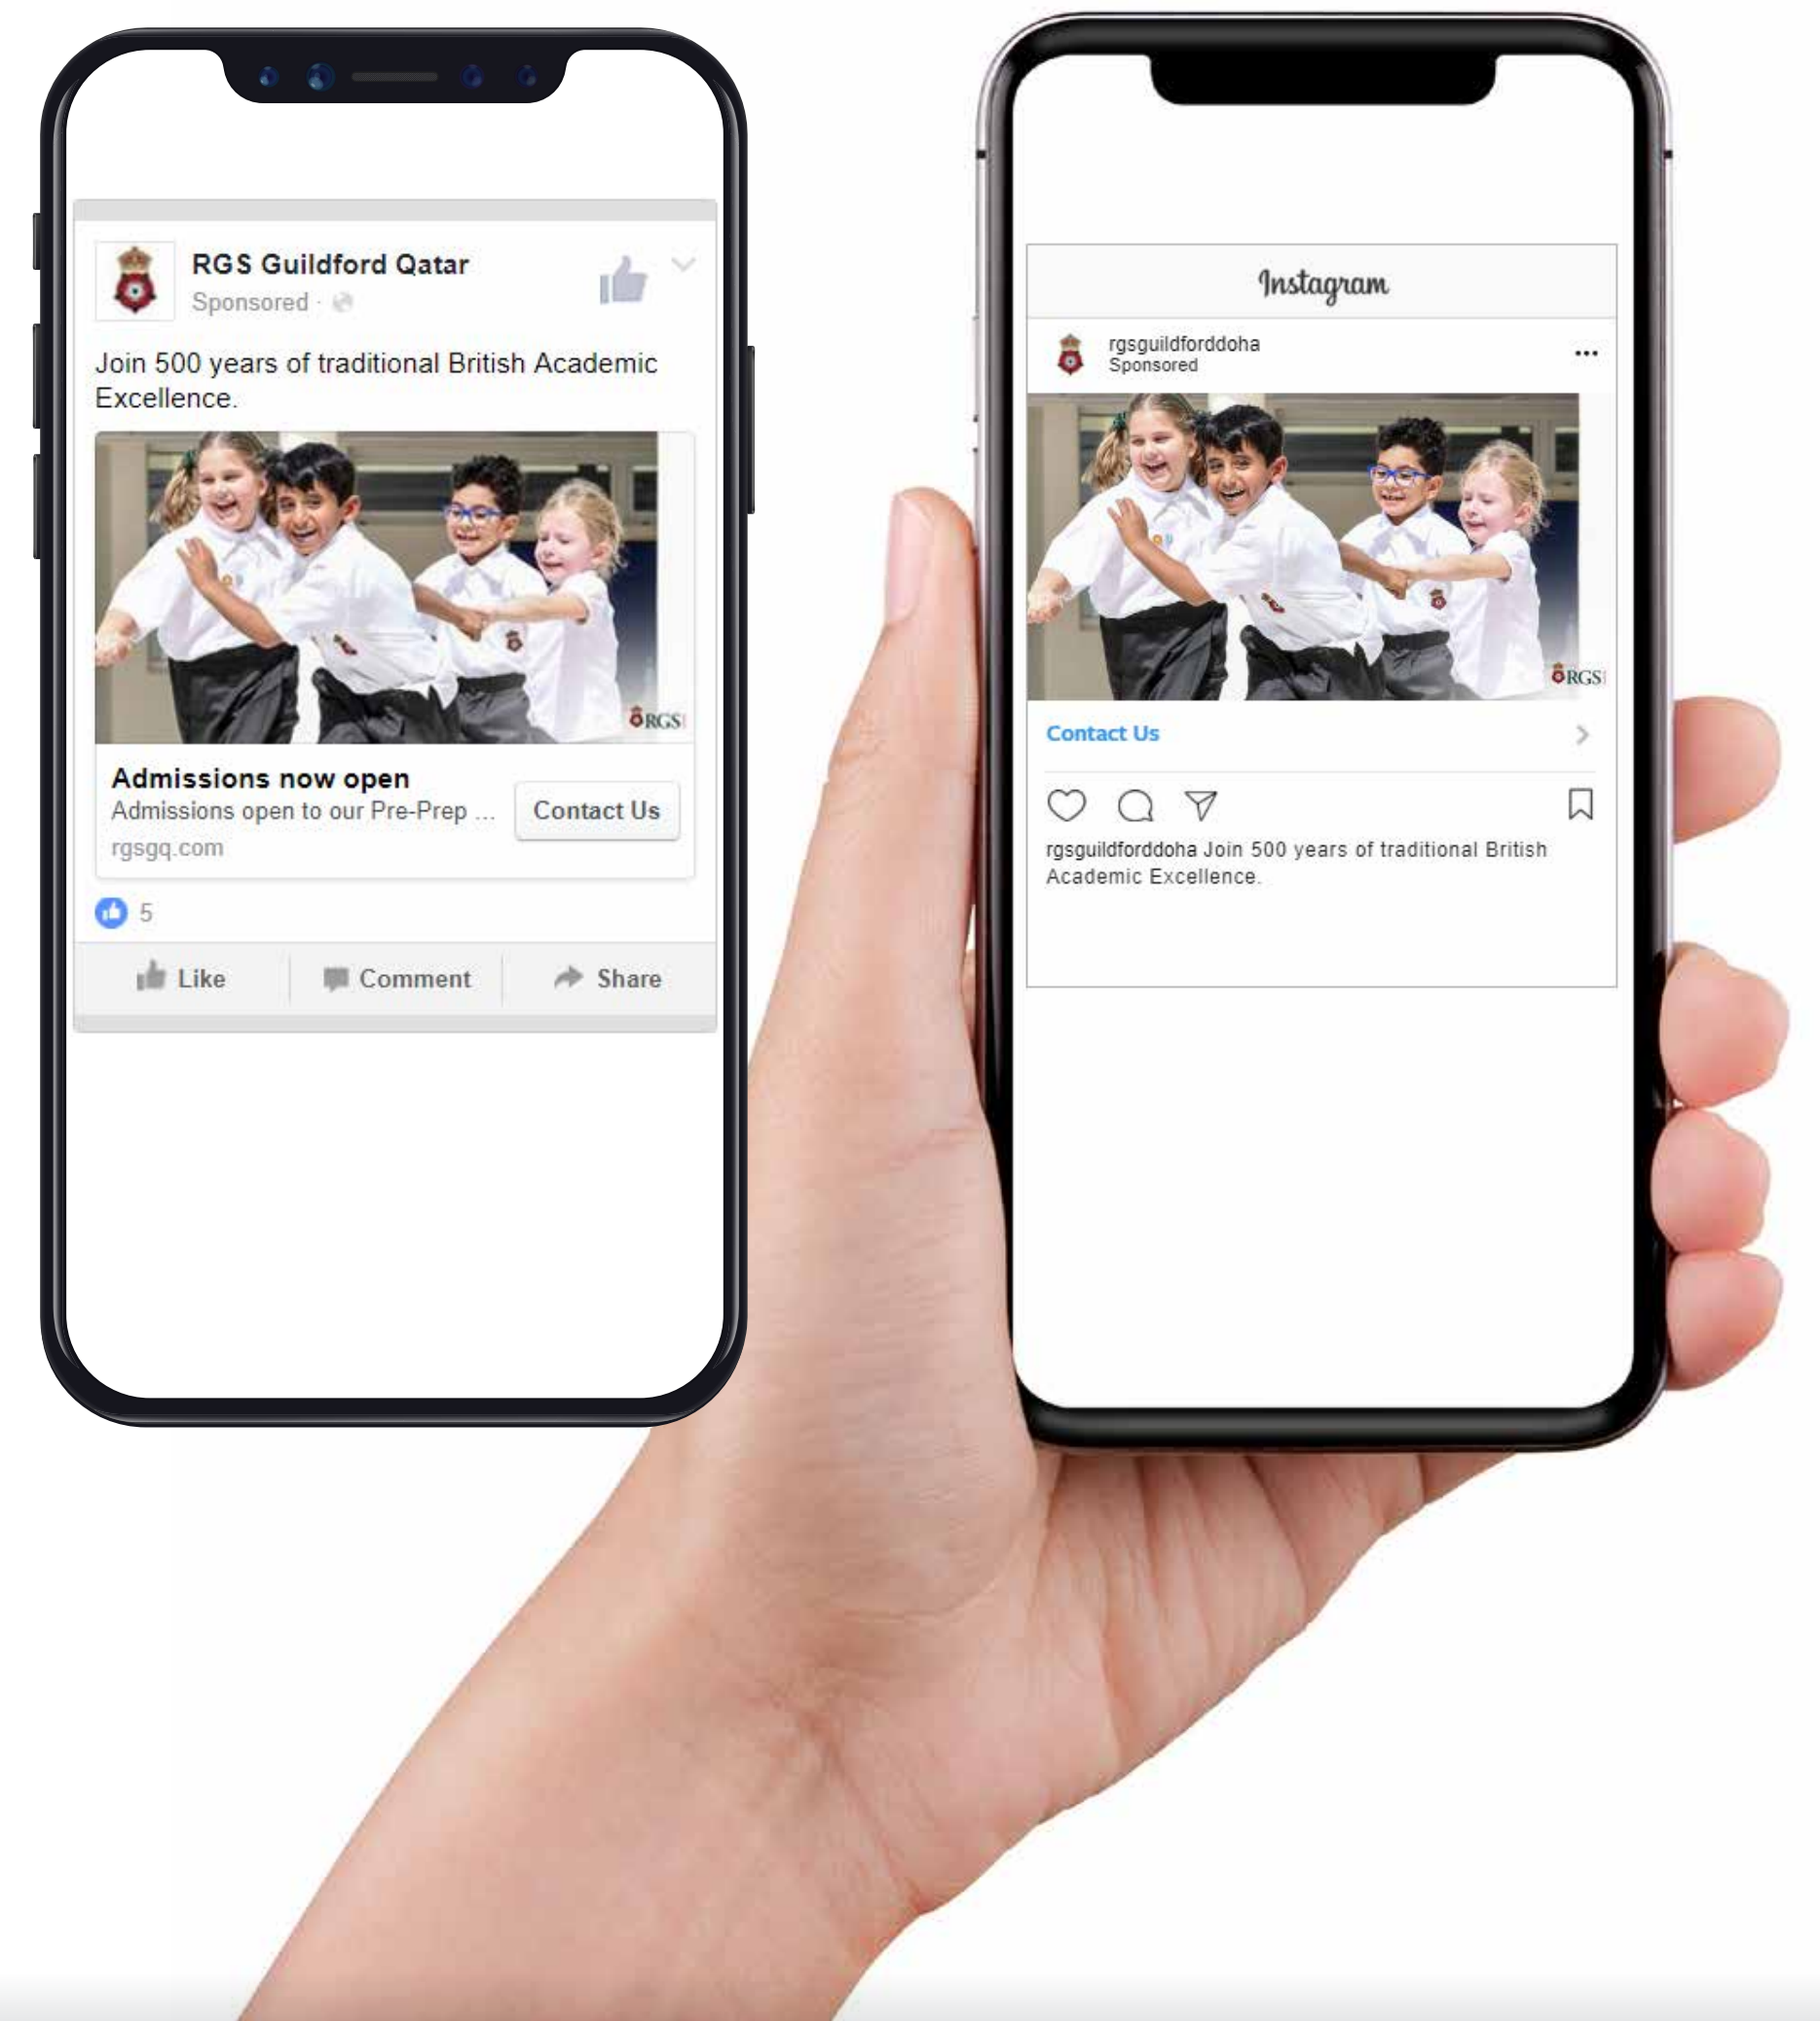 RGS Guildford Qatar
Sponsored ·
Join 500 years of traditional British Academic
Excellence.
RGS
Admissions now open
Admissions open to our Pre-Prep ...
Contact Us
rgsgq.com
5
Like
Comment
Share
Instagram
rgsguildforddoha
Sponsored
RGS
Contact Us
rgsguildforddoha Join 500 years of traditional British
Academic Excellence.